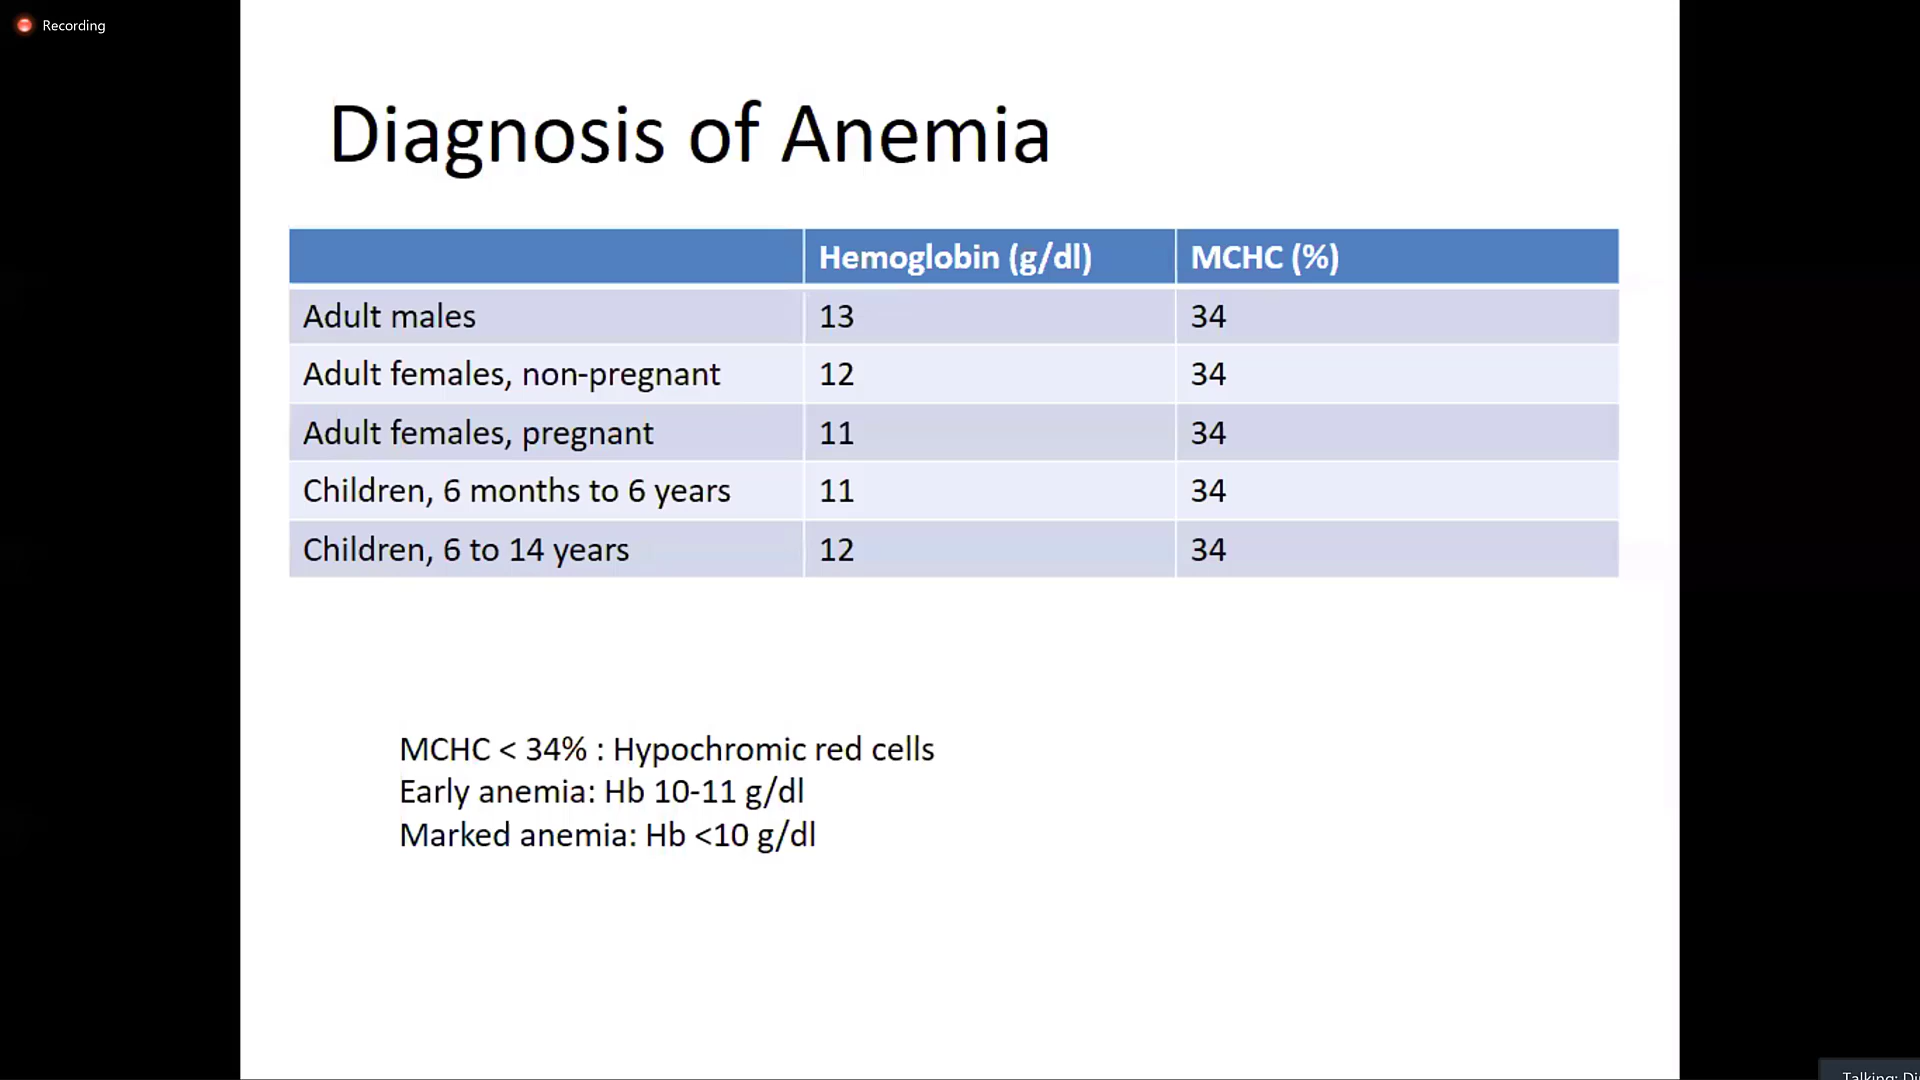 Recording
Diagnosis of Anemia
Hemoglobin (g/dl) MCHC (%)
Adult males 13 34
Adult females, non-pregnant 12 34
Adult females, pregnant 11 34
Children, 6 months to 6 years 11 34
Children, 6 to 14 years 12 34
MCHC < 34% : Hypochromic red cells
Early anemia: Hb 10-11 g/dl
Marked anemia: Hb <10 g/dl
Talking: